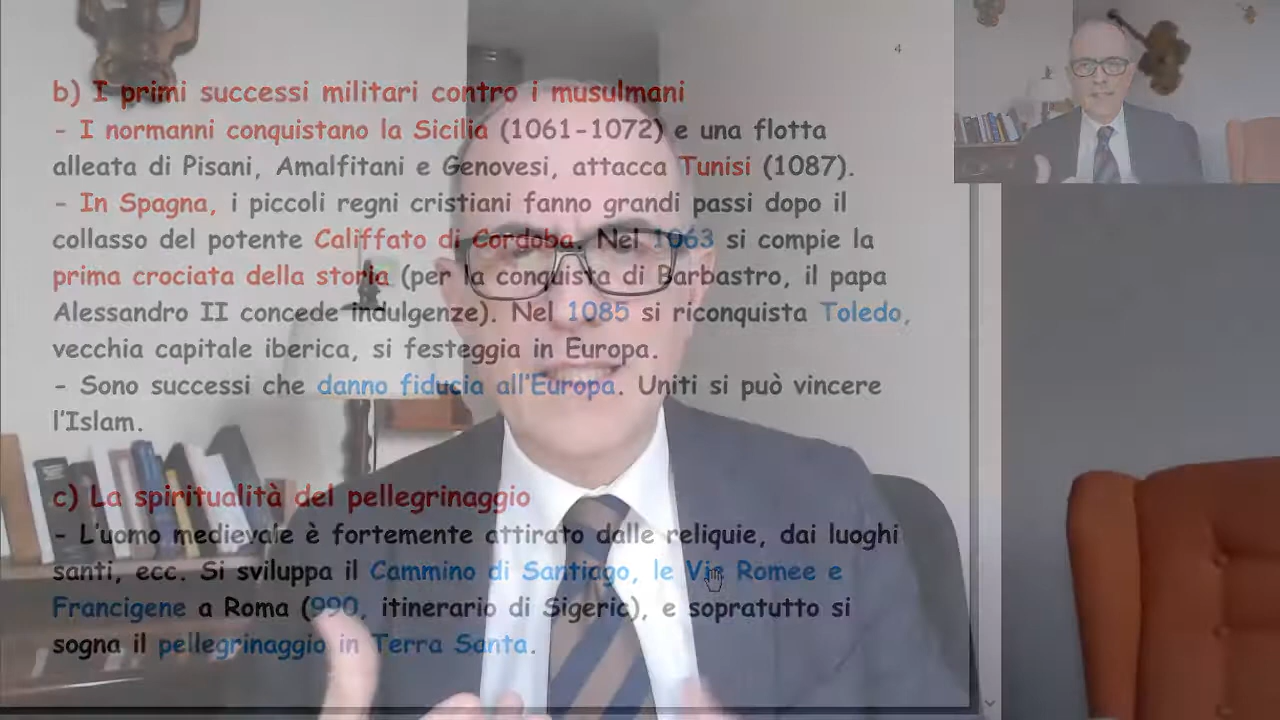 4
b) I primi successi militari contro i musulmani
- I normanni conquistano la Sicilia (1061-1072) e una flotta
alleata di Pisani, Amalfitani e Genovesi, attacca Tunisi (1087).
- In Spagna, i piccoli regni cristiani fanno grandi passi dopo il
collasso del potente Califfato di Cordoba. Nel 1063 si compie la
prima crociata della storia (per la conquista di Barbastro, il papa
Alessandro II concede indulgenze). Nel 1085 si riconquista Toledo,
vecchia capitale iberica, si festeggia in Europa.
- Sono successi che danno fiducia all'Europa. Uniti si può vincere
l'Islam.
c) La spiritualità del pellegrinaggio
- L'uomo medievale è fortemente attirato dalle reliquie, dai luoghi
santi, ecc. Si sviluppa il Cammino di Santiago, le Vie Romee e
Francigene a Roma (990, itinerario di Sigeric), e sopratutto si
sogna il pellegrinaggio in Terra Santa.